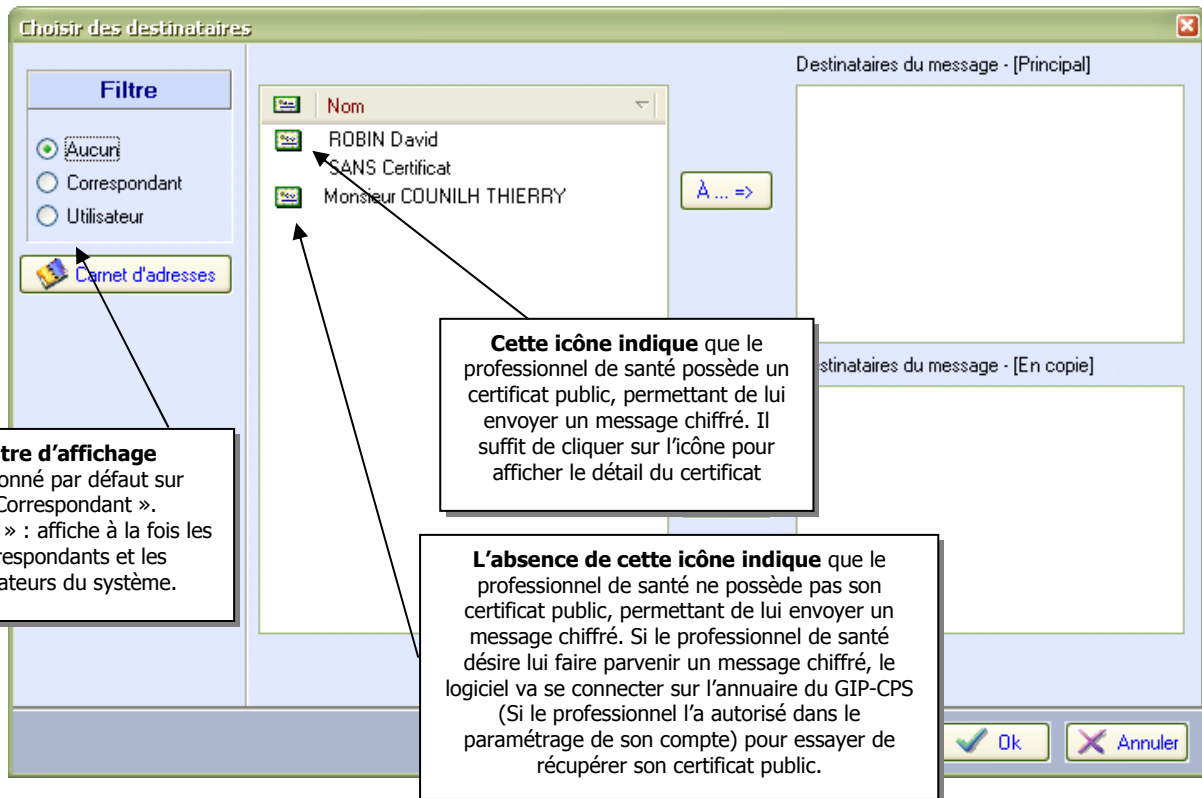 Choisir des destinataires
Filtre
Aucun
Correspondant
Utilisateur
Carnet d'adresses
Nom
ROBIN David
SANS Certificat
Monsieur COUNILH THIERRY
À ... =>
Destinataires du message - [Principal]
stinataires du message - [En copie]
Cette icône indique que le
professionnel de santé possède un
certificat public, permettant de lui
envoyer un message chiffré. Il
suffit de cliquer sur l'icône pour
afficher le détail du certificat
tre d'affichage
onné par défaut sur
Correspondant ».
» : affiche à la fois les
respondants et les
ateurs du système.
L'absence de cette icône indique que le
professionnel de santé ne possède pas son
certificat public, permettant de lui envoyer un
message chiffré. Si le professionnel de santé
désire lui faire parvenir un message chiffré, le
logiciel va se connecter sur l'annuaire du GIP-CPS
(Si le professionnel l'a autorisé dans le
paramétrage de son compte) pour essayer de
récupérer son certificat public.
Ok
Annuler